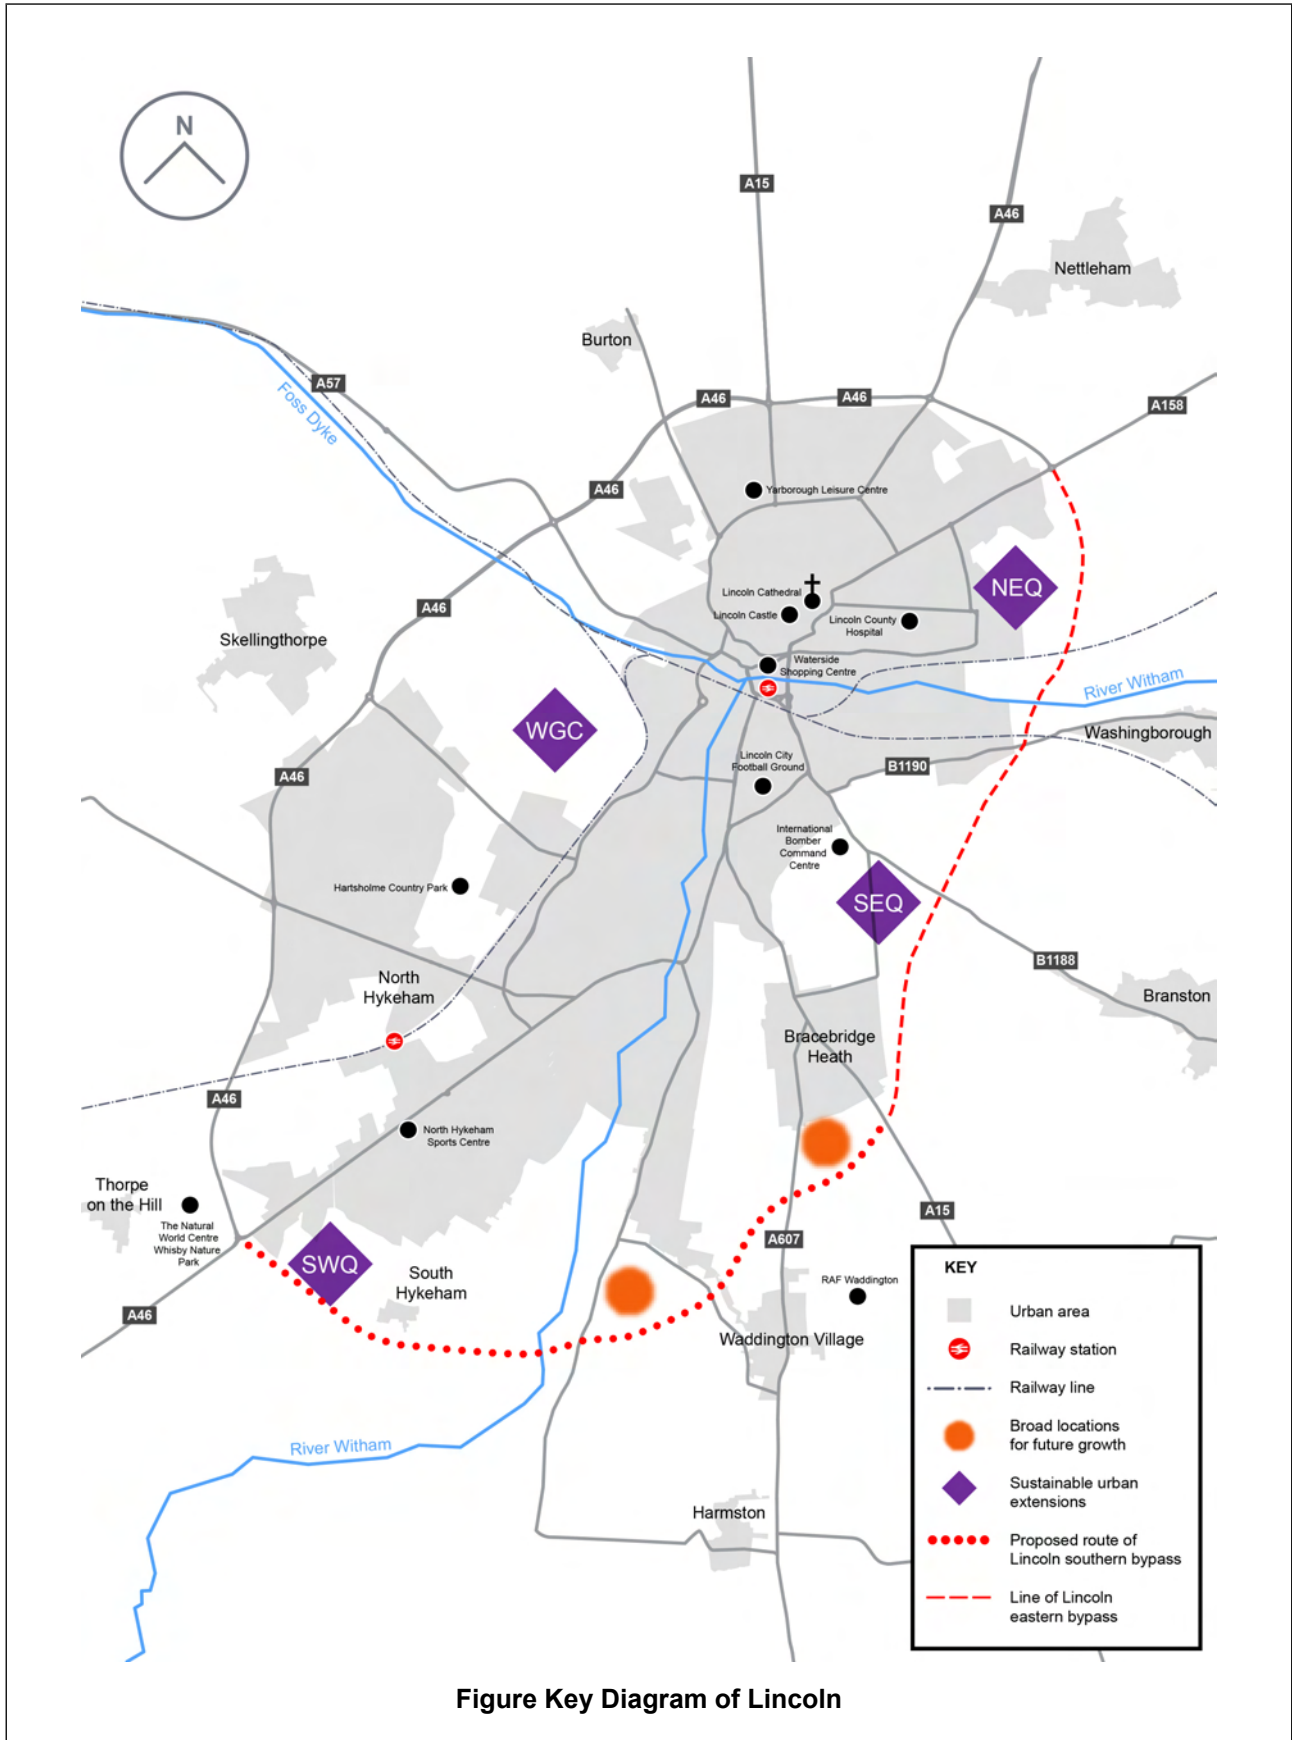 N
A15
A46
Nettleham
Burton
A57
Foss Dyke
A46
A46
A158
A46
Yarborough Leisure Centre
NEQ
Lincoln Cathedral
Lincoln Castle
Lincoln County
Hospital
A46
Skellingthorpe
Waterside
Shopping Centre
River Witham
WGC
Washingborough
Lincoln City
Football Ground
B1190
A46
International
Bomber
Command
Centre
Hartsholme Country Park
SEQ
B1188
North
Hykeham
Branston
Bracebridge
Heath
A46
North Hykeham
Sports Centre
Thorpe
on the Hill
The Natural
World Centre
Whisby Nature
Park
A15
A607
SWQ
South
Hykeham
RAF Waddington
A46
Waddington Village
River Witham
Harmston
KEY
Urban area
Railway station
Railway line
Broad locations
for future growth
Sustainable urban
extensions
Proposed route of
Lincoln southern bypass
Line of Lincoln
eastern bypass
Figure Key Diagram of Lincoln